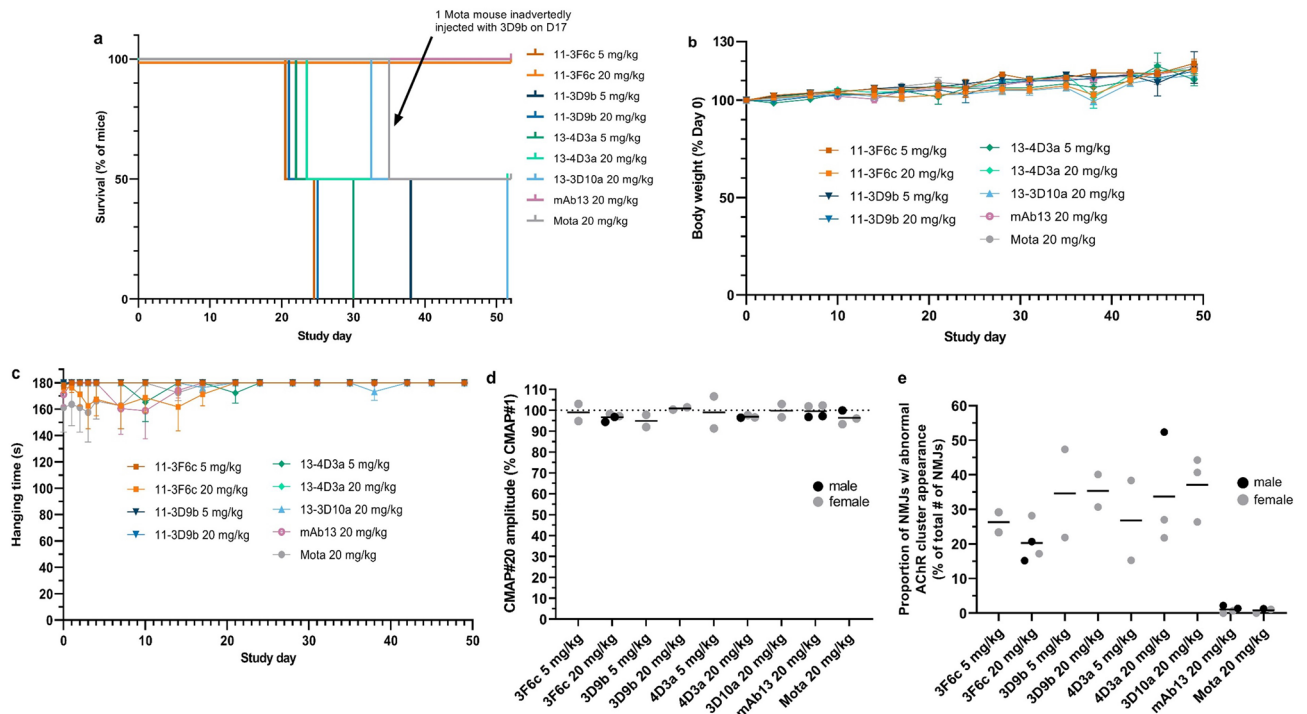 1 Mota mouse inadvertedly
injected with 3D9b on D17
a
Survival (% of mice)
100
50
0
0 10 20 30 40 50
Study day
11-3F6c 5 mg/kg
11-3F6c 20 mg/kg
11-3D9b 5 mg/kg
11-3D9b 20 mg/kg
13-4D3a 5 mg/kg
13-4D3a 20 mg/kg
13-3D10a 20 mg/kg
mAb13 20 mg/kg
Mota 20 mg/kg
b
Body weight (% Day 0)
130
100
50
0
0 10 20 30 40 50
Study day
11-3F6c 5 mg/kg
11-3F6c 20 mg/kg
11-3D9b 5 mg/kg
11-3D9b 20 mg/kg
13-4D3a 5 mg/kg
13-4D3a 20 mg/kg
13-3D10a 20 mg/kg
mAb13 20 mg/kg
Mota 20 mg/kg
c
Hanging time (s)
180
160
140
120
100
80
60
40
20
0
0 10 20 30 40 50
Study day
11-3F6c 5 mg/kg
11-3F6c 20 mg/kg
11-3D9b 5 mg/kg
11-3D9b 20 mg/kg
13-4D3a 5 mg/kg
13-4D3a 20 mg/kg
13-3D10a 20 mg/kg
mAb13 20 mg/kg
Mota 20 mg/kg
d
CMAP#20 amplitude (% CMAP#1)
110
100
90
80
70
60
50
40
30
20
10
0
male
female
3F6c 5 mg/kg
3F6c 20 mg/kg
3D9b 5 mg/kg
3D9b 20 mg/kg
4D3a 5 mg/kg
4D3a 20 mg/kg
3D10a 20 mg/kg
mAb13 20 mg/kg
Mota 20 mg/kg
e
Proportion of NMJs w/ abnormal
AChR cluster appearance
(% of total # of NMJs)
60
50
40
30
20
10
0
male
female
3F6c 5 mg/kg
3F6c 20 mg/kg
3D9b 5 mg/kg
3D9b 20 mg/kg
4D3a 5 mg/kg
4D3a 20 mg/kg
3D10a 20 mg/kg
mAb13 20 mg/kg
Mota 20 mg/kg